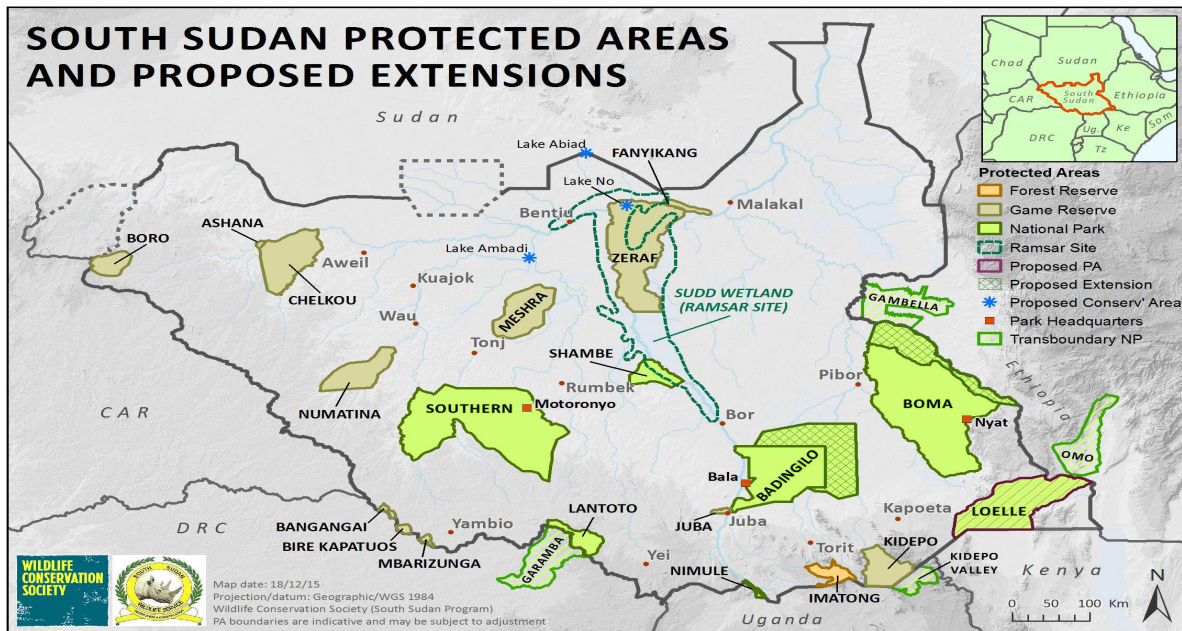 SOUTH SUDAN PROTECTED AREAS
AND PROPOSED EXTENSIONS
Chad
Sudan
CAR
South
Sudan
Ethiopia
DRC
Ug.
Ke
Som
Tz
Protected Areas
Forest Reserve
Game Reserve
National Park
Ramsar Site
Proposed PA
Proposed Extension
Proposed Conserv' Area
Park Headquarters
Transboundary NP
Sudan
Lake Abiad
FANYIKANG
Lake No
Bentiu
Malakal
ASHANA
BORO
Aweil
Lake Ambadi
ZERAF
Kuajok
CHELKOU
MESHRA
SUDD WETLAND
(RAMSAR SITE)
GAMBELLA
Wau
Tonj
SHAMBE
Rumbek
Pibor
Ethiopia
NUMATINA
CAR
SOUTHERN
Motoronyo
BOMA
Bor
Nyat
OMO
Bala
BADINGILO
DRC
BANGANGAI
BIRE KAPATUOS
MBARIZUNGA
Yambio
LANTOTO
GARAMBA
JUBA
Juba
Kapoeta
LOELLE
KIDEPO
Torit
Yei
NIMULE
IMATONG
KIDEPO
VALLEY
Kenya
Uganda
N
0 50 100 Km
WILDLIFE
CONSERVATION
SOCIETY
SOUTH SUDAN
WILDLIFE SERVICE
Map date: 18/12/15
Projection/datum: Geographic/WGS 1984
Wildlife Conservation Society (South Sudan Program)
PA boundaries are indicative and may be subject to adjustment